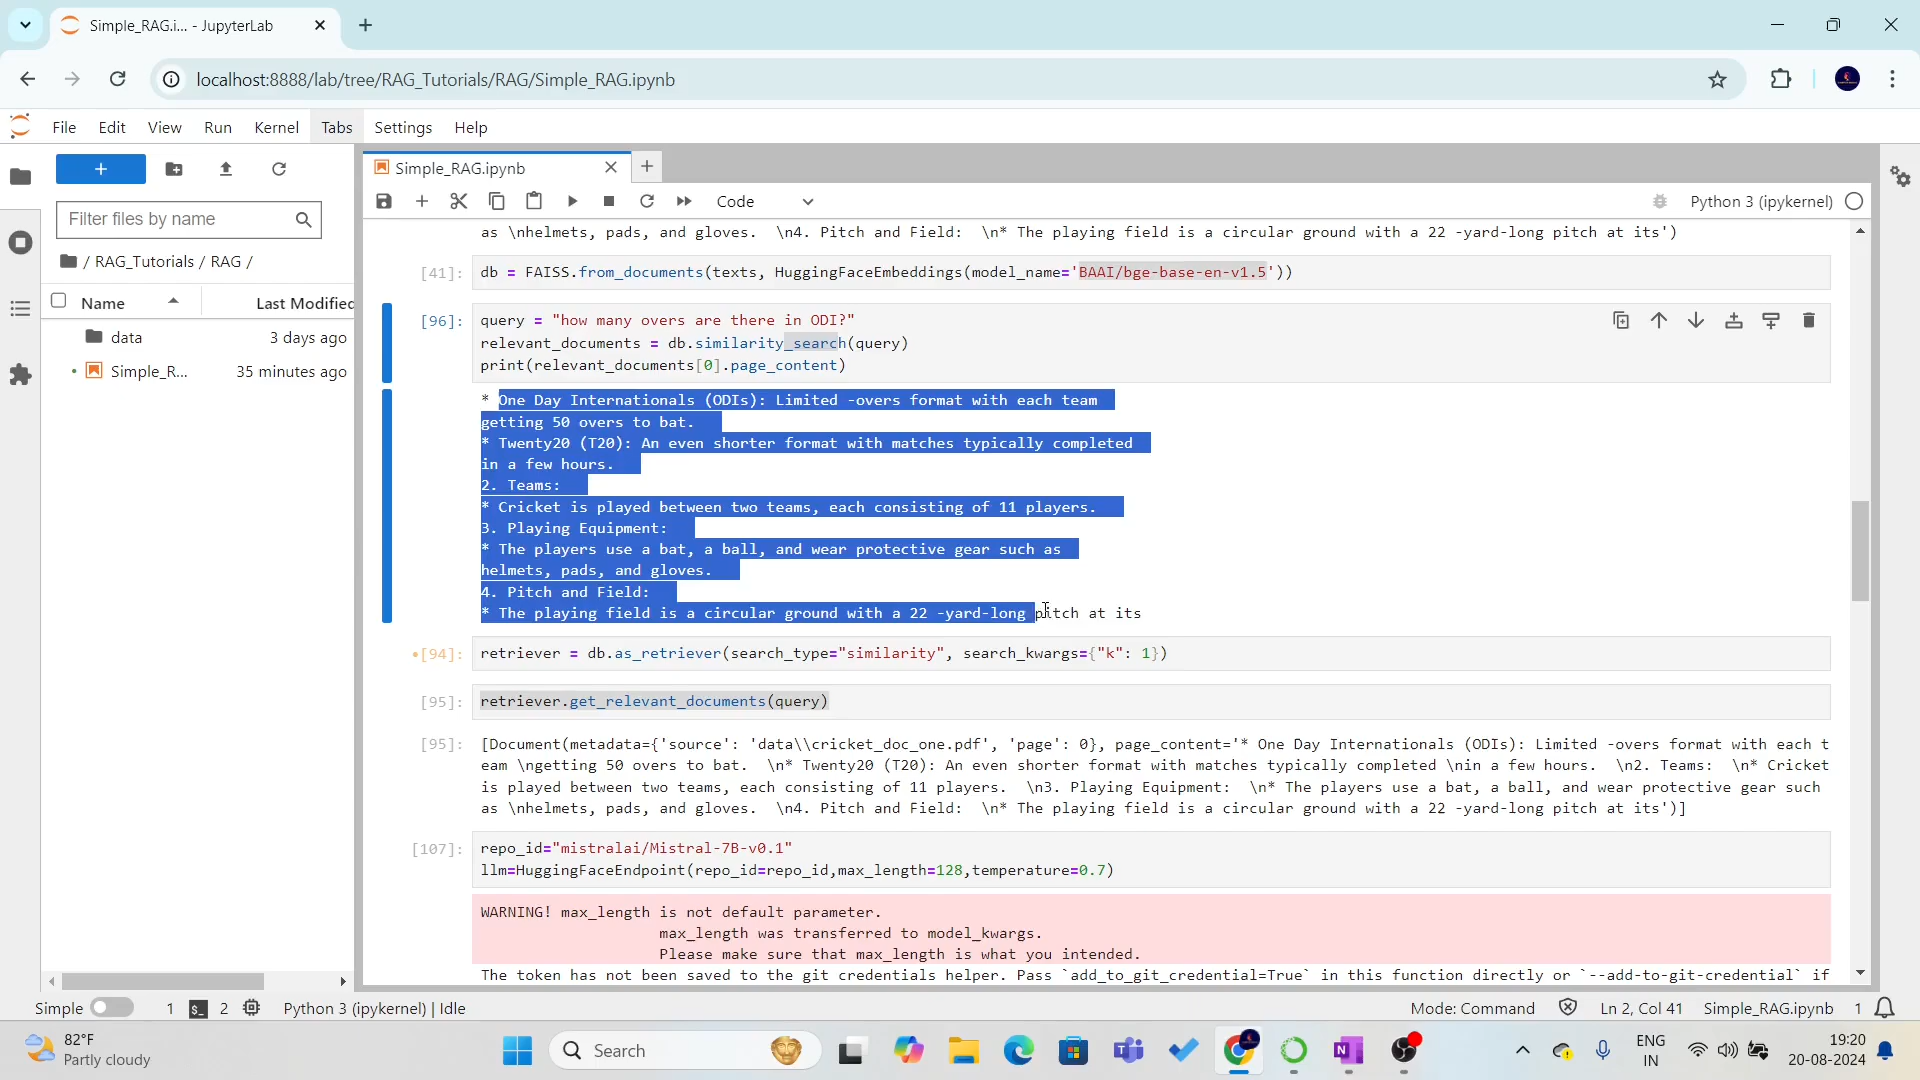 Simple_RAG.i... - JupyterLab
localhost:8888/lab/tree/RAG_Tutorials/RAG/Simple_RAG.ipynb
File Edit View Run Kernel Tabs Settings Help
Simple_RAG.ipynb
Code
Python 3 (ipykernel)
Filter files by name
/ RAG_Tutorials / RAG /
Name Last Modified
data 3 days ago
Simple_R... 35 minutes ago
as \nhelmets, pads, and gloves.  \n4. Pitch and Field:  \n* The playing field is a circular ground with a 22 -yard-long pitch at its')
[41]: db = FAISS.from_documents(texts, HuggingFaceEmbeddings(model_name='BAAI/bge-base-en-v1.5'))
[96]: query = "how many overs are there in ODI?"
relevant_documents = db.similarity_search(query)
print(relevant_documents[0].page_content)
* One Day Internationals (ODIs): Limited -overs format with each team
getting 50 overs to bat.
* Twenty20 (T20): An even shorter format with matches typically completed
in a few hours.
2. Teams:
* Cricket is played between two teams, each consisting of 11 players.
3. Playing Equipment:
* The players use a bat, a ball, and wear protective gear such as
helmets, pads, and gloves.
4. Pitch and Field:
* The playing field is a circular ground with a 22 -yard-long pitch at its
[94]: retriever = db.as_retriever(search_type="similarity", search_kwargs={"k": 1})
[95]: retriever.get_relevant_documents(query)
[95]: [Document(metadata={'source': 'data\\cricket_doc_one.pdf', 'page': 0}, page_content='* One Day Internationals (ODIs): Limited -overs format with each t
eam \ngetting 50 overs to bat.  \n* Twenty20 (T20): An even shorter format with matches typically completed \nin a few hours.  \n2. Teams:  \n* Cricket
is played between two teams, each consisting of 11 players.  \n3. Playing Equipment:  \n* The players use a bat, a ball, and wear protective gear such
as \nhelmets, pads, and gloves.  \n4. Pitch and Field:  \n* The playing field is a circular ground with a 22 -yard-long pitch at its')]
[107]: repo_id="mistralai/Mistral-7B-v0.1"
llm=HuggingFaceEndpoint(repo_id=repo_id,max_length=128,temperature=0.7)
WARNING! max_length is not default parameter.
max_length was transferred to model_kwargs.
Please make sure that max_length is what you intended.
The token has not been saved to the git credentials helper. Pass `add_to_git_credential=True` in this function directly or `--add-to-git-credential` if
Simple 1 $_ 2 Python 3 (ipykernel) | Idle Mode: Command Ln 2, Col 41 Simple_RAG.ipynb 1
82°F
Partly cloudy
Search
ENG
IN
19:20
20-08-2024